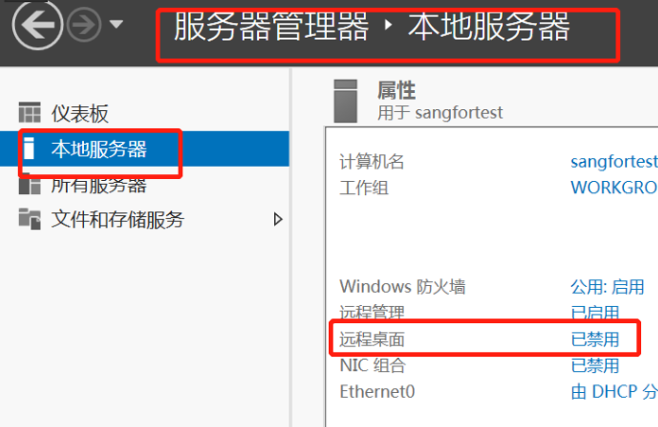 服务器管理器 ‣ 本地服务器
仪表板
本地服务器
所有服务器
文件和存储服务
属性
用于 sangfortest
计算机名 sangfortest
工作组 WORKGRO
Windows 防火墙 公用: 启用
远程管理 已启用
远程桌面 已禁用
NIC 组合 已禁用
Ethernet0 由 DHCP 分